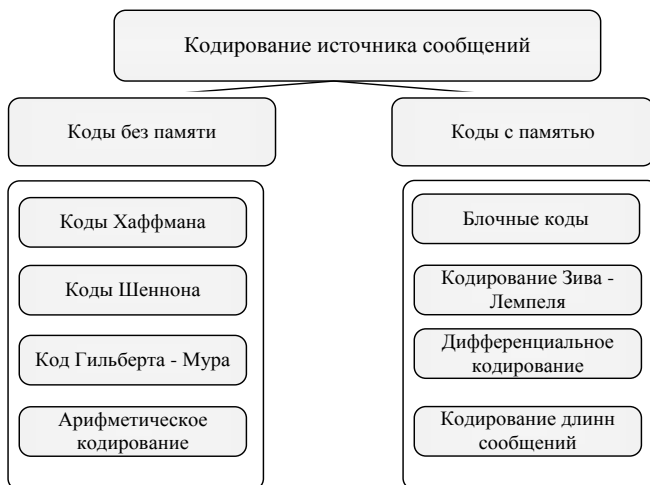 Кодирование источника сообщений
Коды без памяти
Коды с памятью
Коды Хаффмана
Коды Шеннона
Код Гильберта - Мура
Арифметическое
кодирование
Блочные коды
Кодирование Зива -
Лемпеля
Дифференциальное
кодирование
Кодирование длинн
сообщений